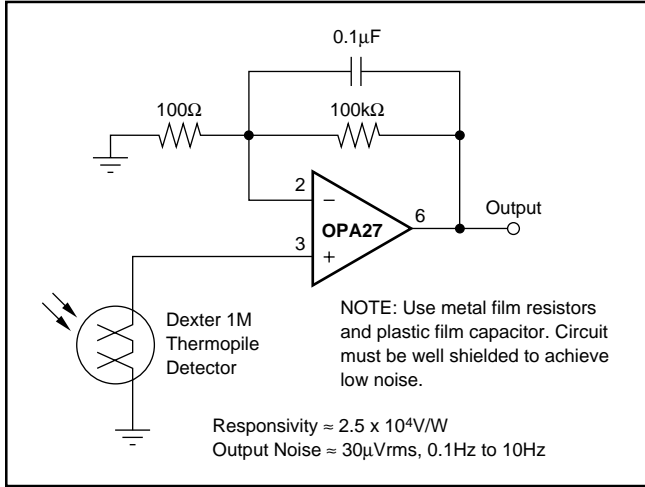 0.1µF
100Ω
100kΩ
2
−
6
Output
OPA27
3
+
Dexter 1M
Thermopile
Detector
NOTE: Use metal film resistors
and plastic film capacitor. Circuit
must be well shielded to achieve
low noise.
Responsivity ≈ 2.5 x 10⁴V/W
Output Noise ≈ 30µVrms, 0.1Hz to 10Hz